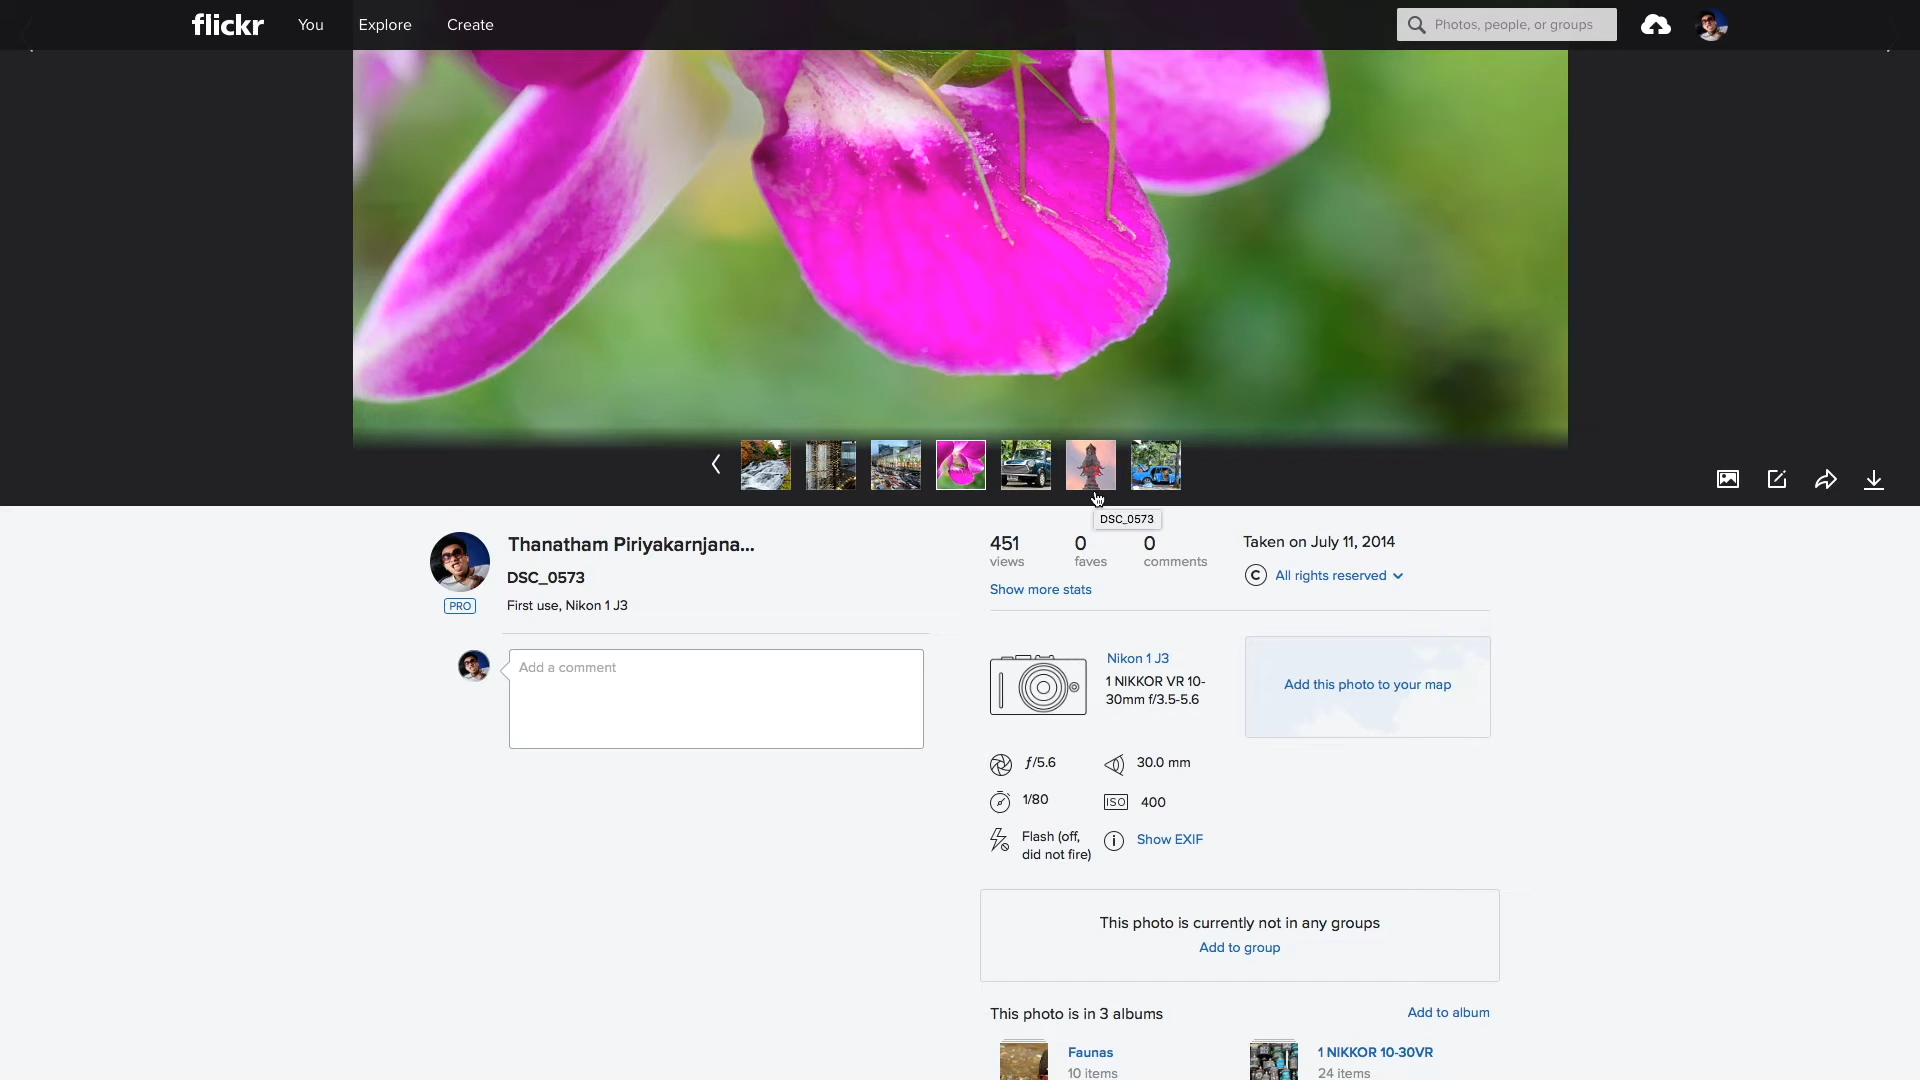 flickr You Explore Create Photos, people, or groups
DSC_0573
Thanatham Piriyakarnjana...
DSC_0573
PRO First use, Nikon 1 J3
Add a comment
451 0 0
views faves comments
Show more stats
Taken on July 11, 2014
C All rights reserved
Nikon 1 J3
1 NIKKOR VR 10-
30mm f/3.5-5.6
Add this photo to your map
ƒ/5.6 30.0 mm
1/80 ISO 400
Flash (off,
did not fire)
Show EXIF
This photo is currently not in any groups
Add to group
This photo is in 3 albums Add to album
Faunas
10 items
1 NIKKOR 10-30VR
24 items